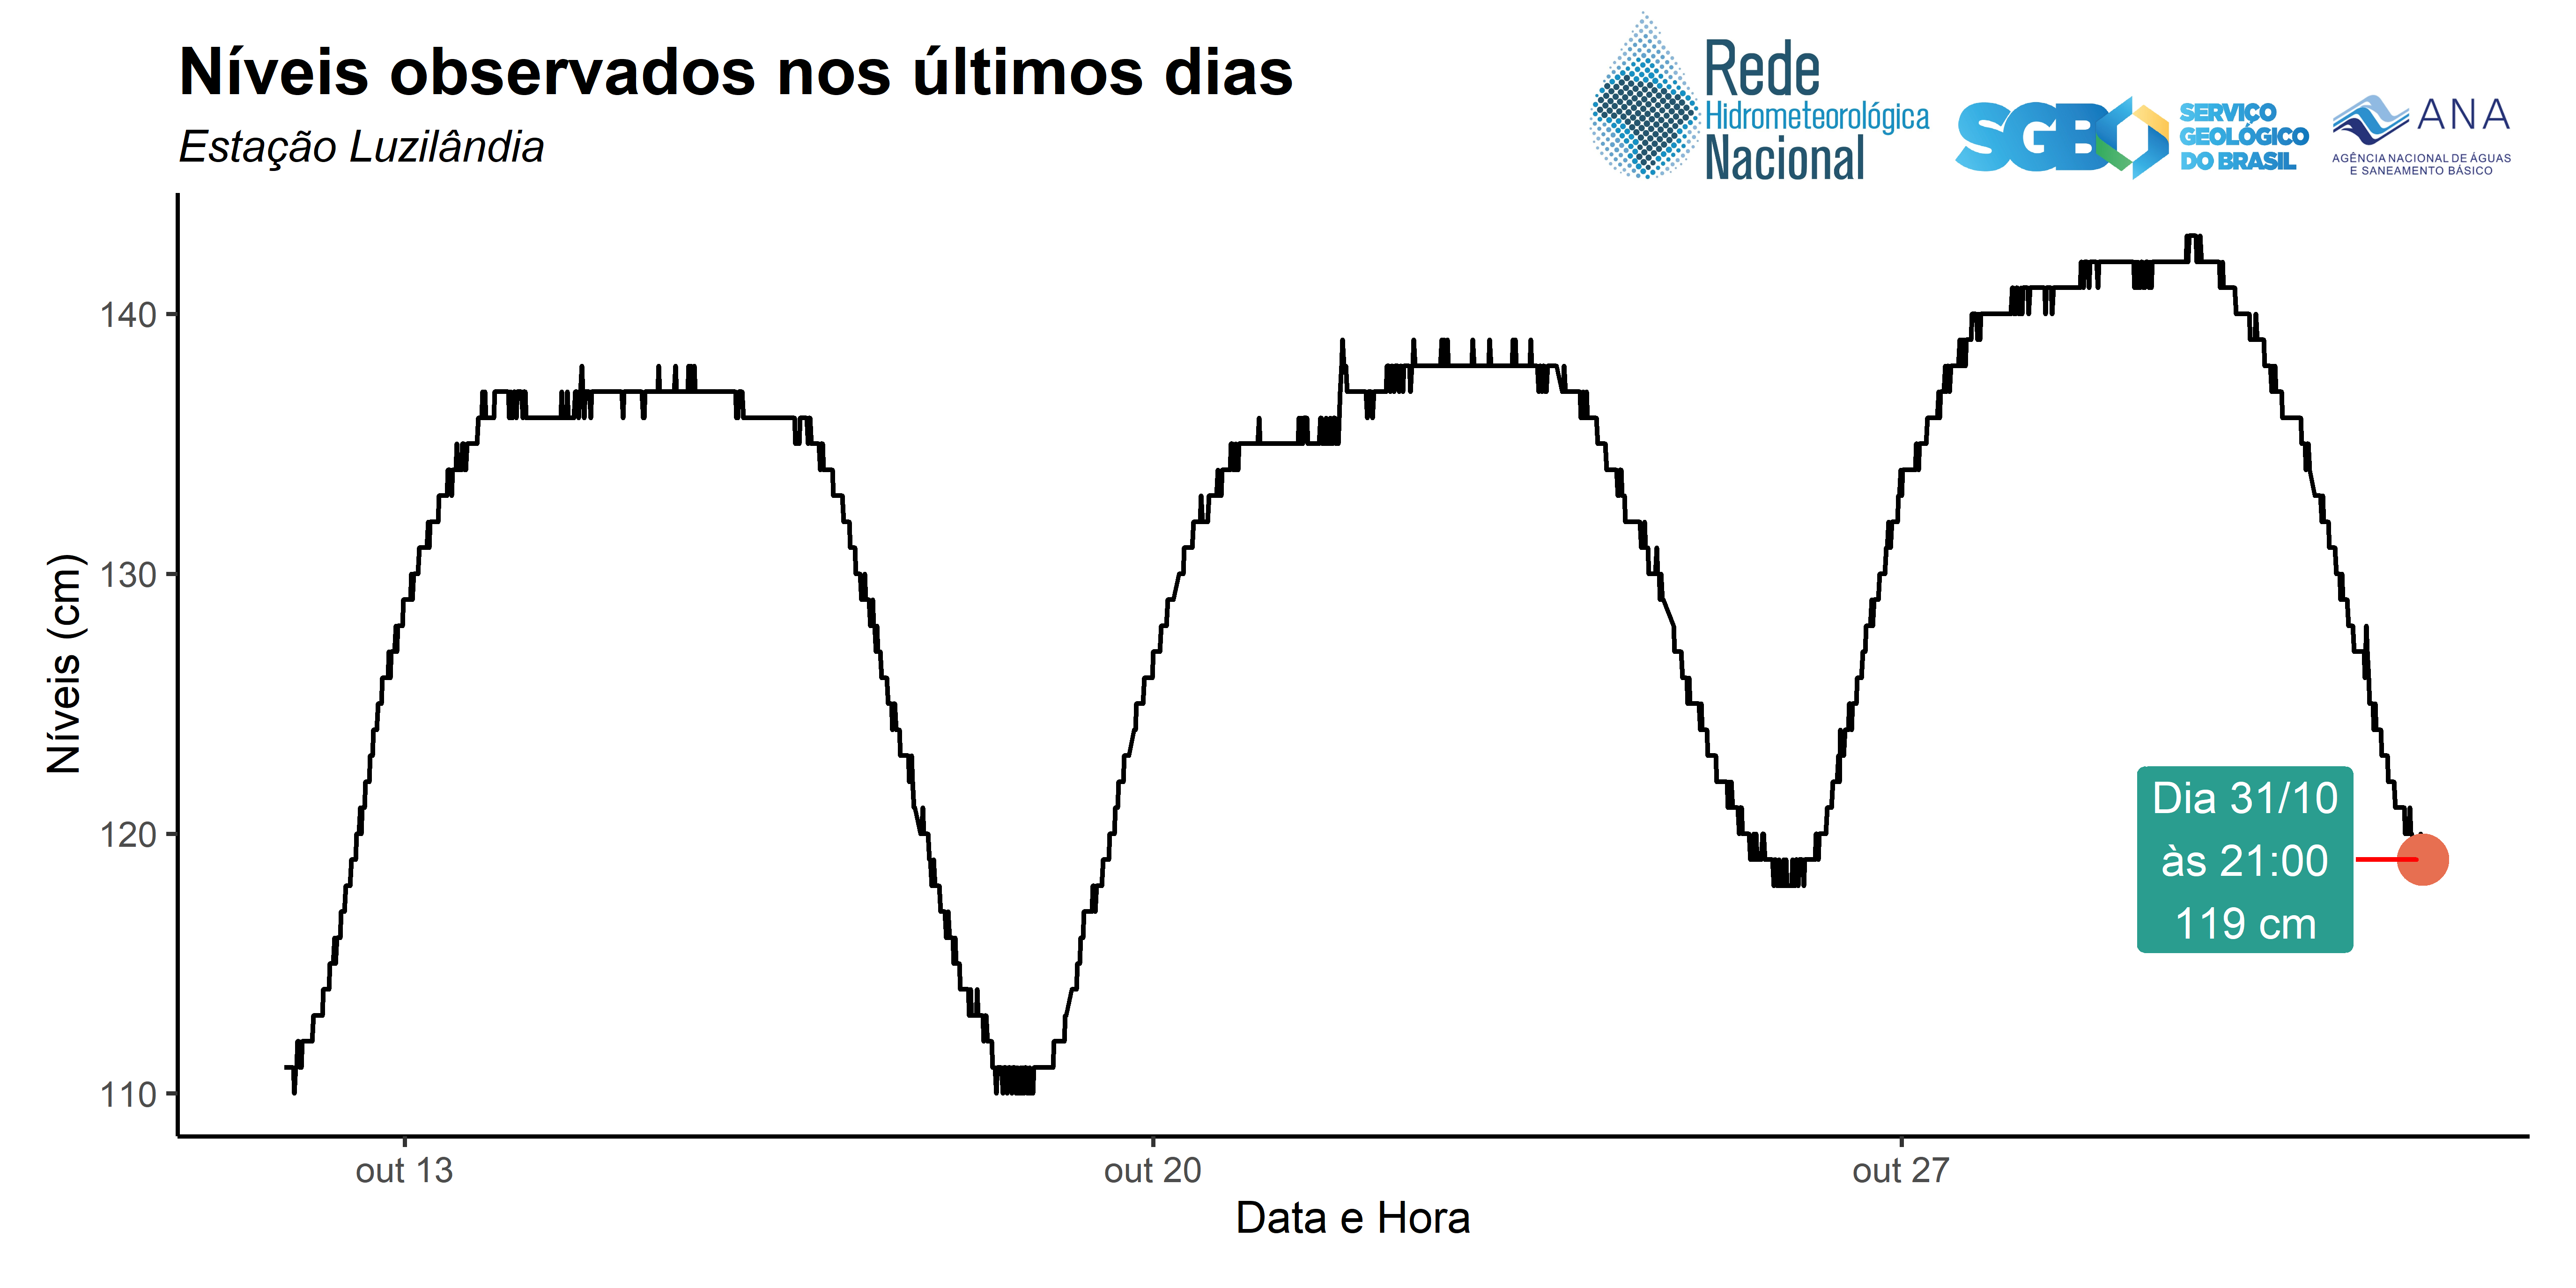 Níveis observados nos últimos dias
Estação Luzilândia
Rede
Hidrometeorológica
Nacional
SGB
SERVIÇO
GEOLÓGICO
DO BRASIL
ANA
AGÊNCIA NACIONAL DE ÁGUAS
E SANEAMENTO BÁSICO
Níveis (cm)
140
130
120
110
Dia 31/10
às 21:00
119 cm
out 13
out 20
out 27
Data e Hora